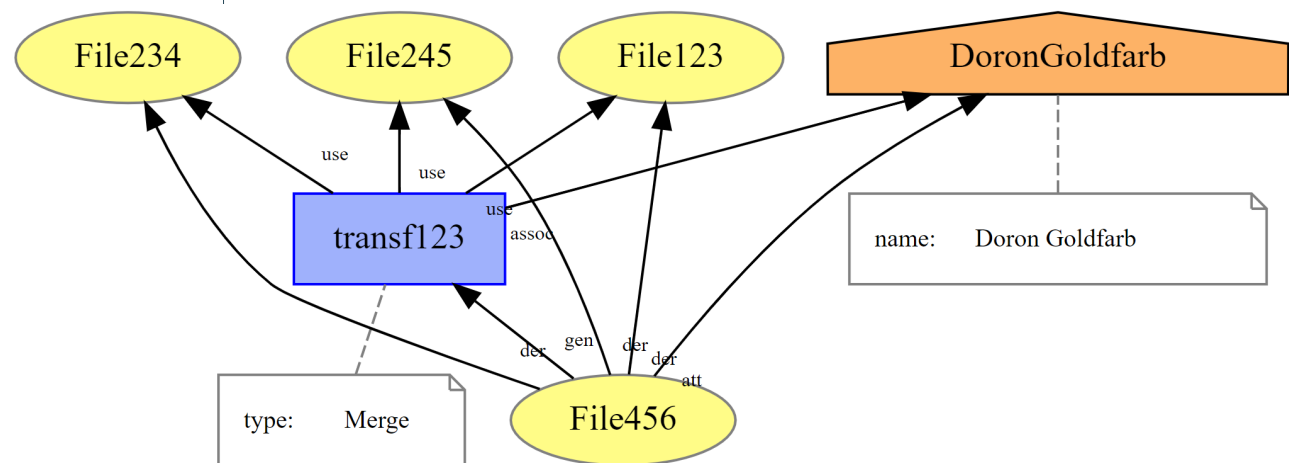 File234
File245
File123
DoronGoldfarb
use
use
use
transf123
assoc
name: Doron Goldfarb
der
gen
der
der
att
type: Merge
File456